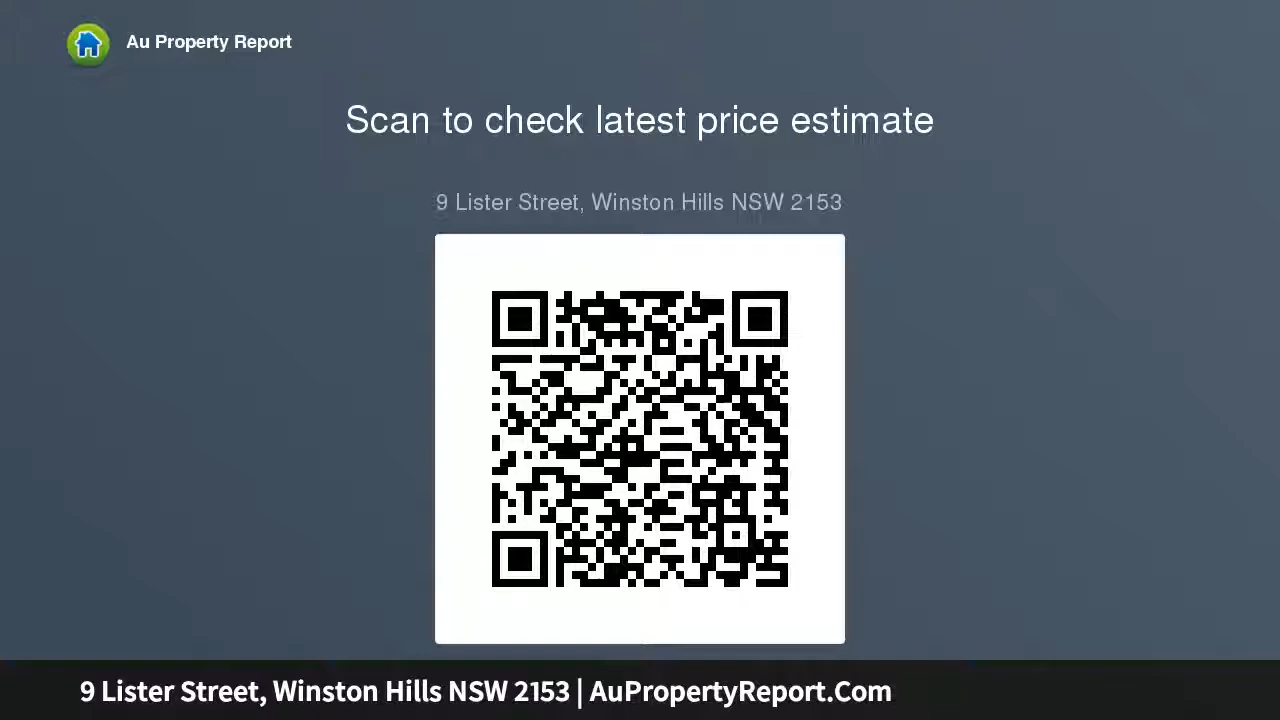 Au Property Report
Scan to check latest price estimate
9 Lister Street, Winston Hills NSW 2153
9 Lister Street, Winston Hills NSW 2153 | AuPropertyReport.Com